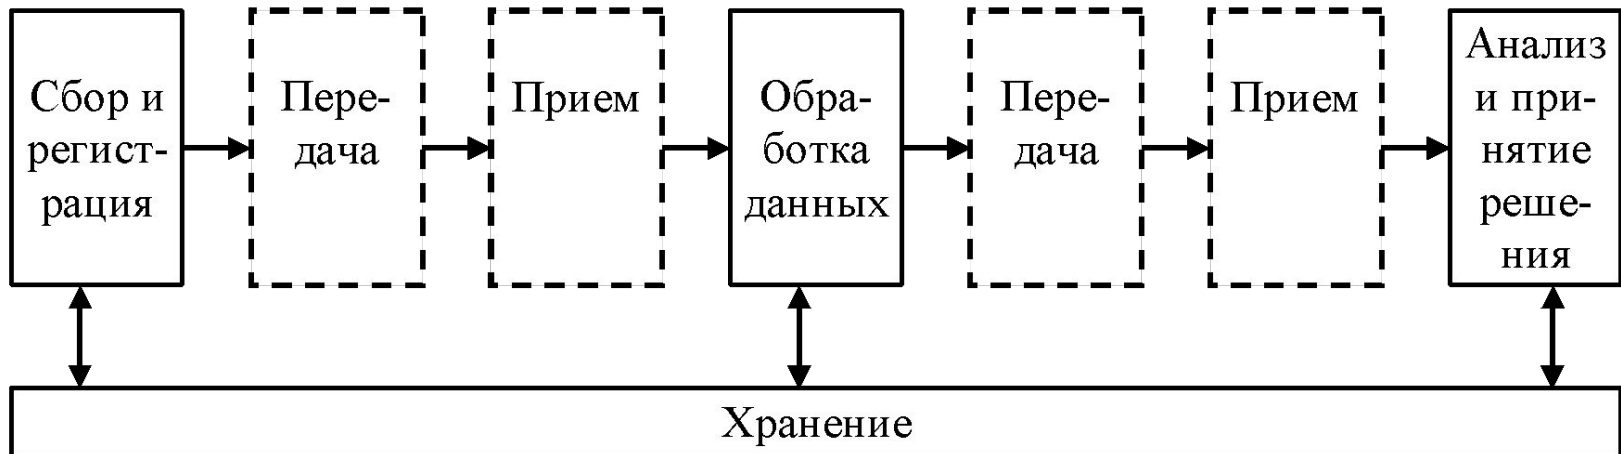 Сбор и
регист-
рация
Пере-
дача
Прием
Обра-
ботка
данных
Пере-
дача
Прием
Анализ
и при-
нятие
реше-
ния
Хранение